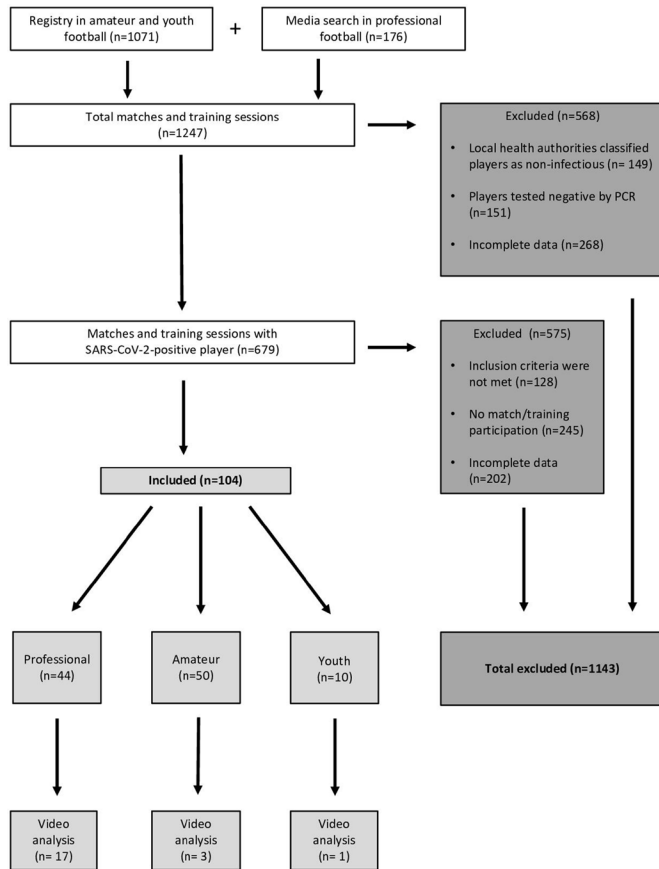 Registry in amateur and youth
football (n=1071)
+
Media search in professional
football (n=176)
Total matches and training sessions
(n=1247)
Excluded (n=568)
• Local health authorities classified
players as non-infectious (n= 149)
• Players tested negative by PCR
(n=151)
• Incomplete data (n=268)
Matches and training sessions with
SARS-CoV-2-positive player (n=679)
Excluded (n=575)
• Inclusion criteria were
not met (n=128)
• No match/training
participation (n=245)
• Incomplete data
(n=202)
Included (n=104)
Professional
(n=44)
Amateur
(n=50)
Youth
(n=10)
Total excluded (n=1143)
Video
analysis
(n= 17)
Video
analysis
(n= 3)
Video
analysis
(n= 1)